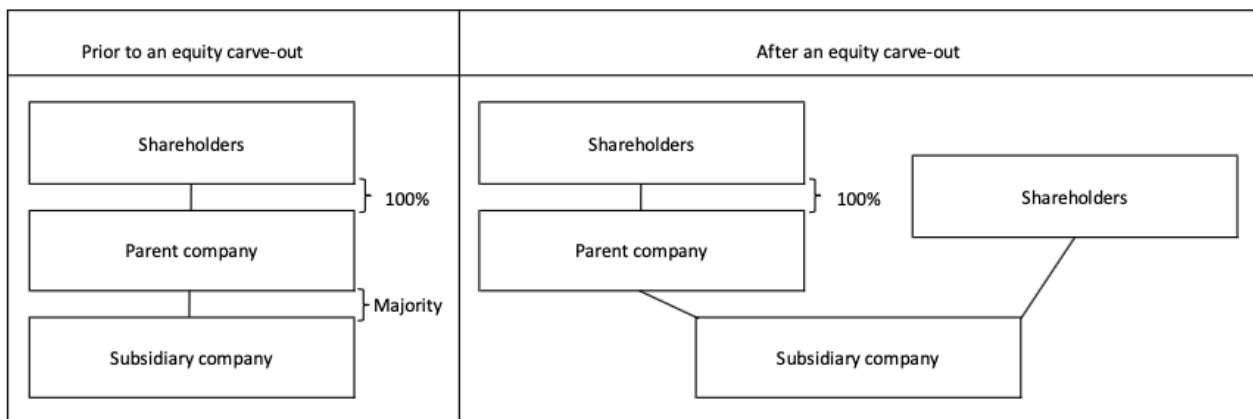 Prior to an equity carve-out
After an equity carve-out
Shareholders
100%
Parent company
Majority
Subsidiary company
Shareholders
100%
Shareholders
Parent company
Subsidiary company